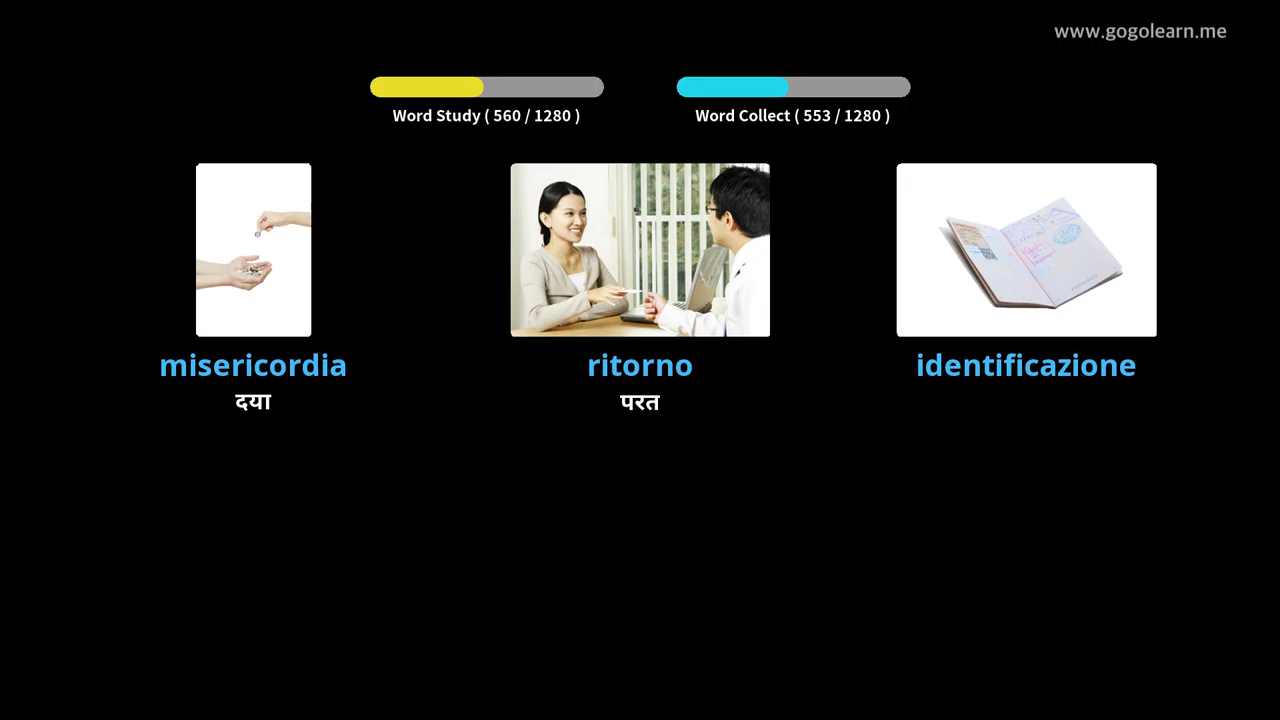 www.gogolearn.me
Word Study ( 560 / 1280 )
Word Collect ( 553 / 1280 )
misericordia
दया
ritorno
परत
identificazione